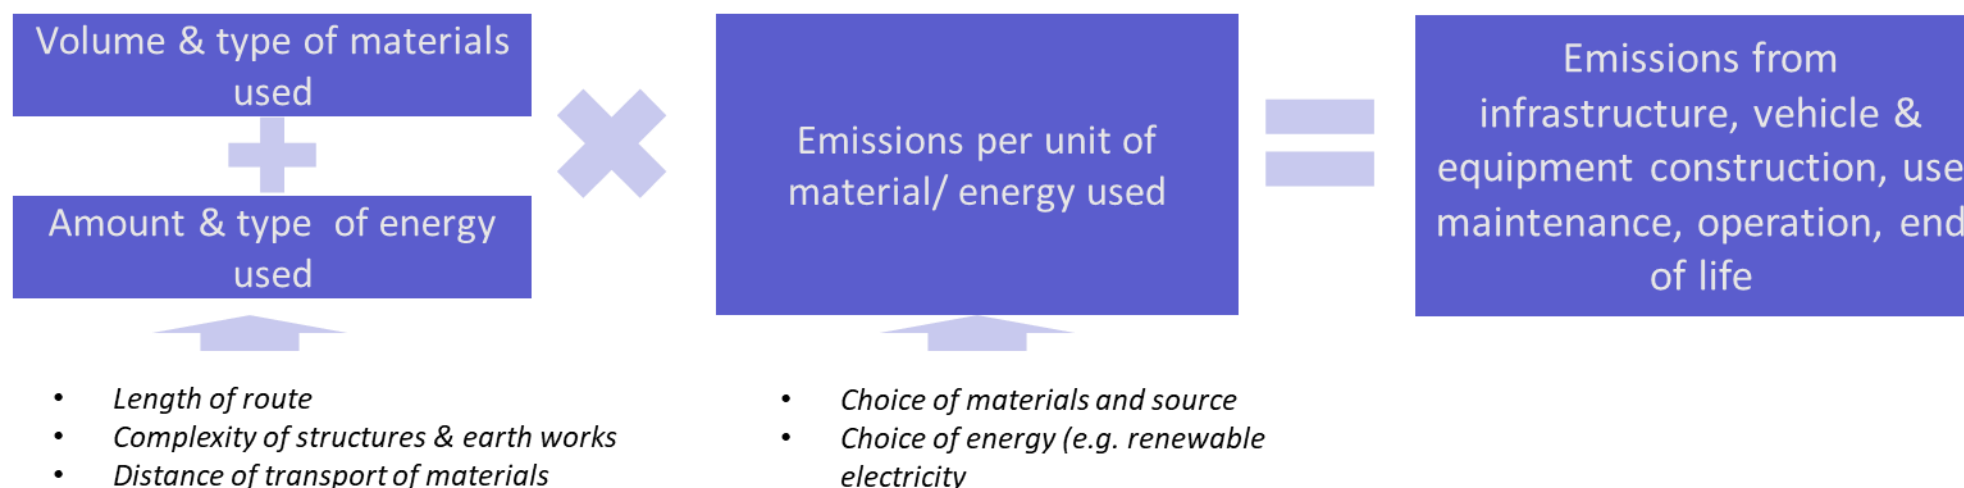 Volume & type of materials
used
Amount & type of energy
used
Emissions per unit of
material/ energy used
Emissions from
infrastructure, vehicle &
equipment construction, use
maintenance, operation, end
of life
• Length of route
• Complexity of structures & earth works
• Distance of transport of materials
• Choice of materials and source
• Choice of energy (e.g. renewable
electricity